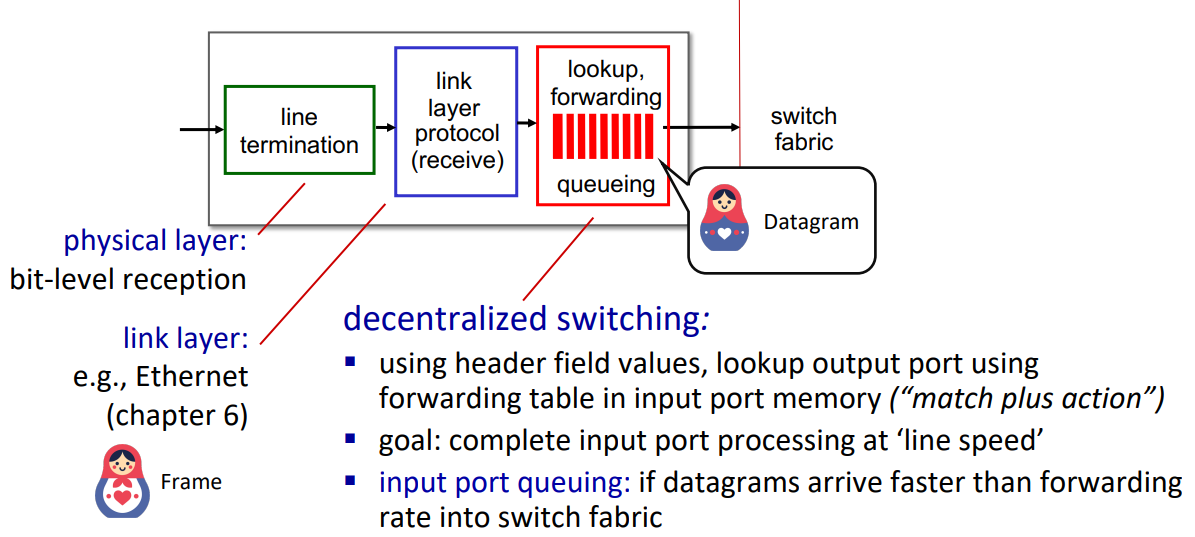 line
termination
link
layer
protocol
(receive)
lookup,
forwarding
queueing
switch
fabric
Datagram
physical layer:
bit-level reception
link layer:
e.g., Ethernet
(chapter 6)
Frame
decentralized switching:
▪ using header field values, lookup output port using
forwarding table in input port memory (“match plus action”)
▪ goal: complete input port processing at ‘line speed’
▪ input port queuing: if datagrams arrive faster than forwarding
rate into switch fabric